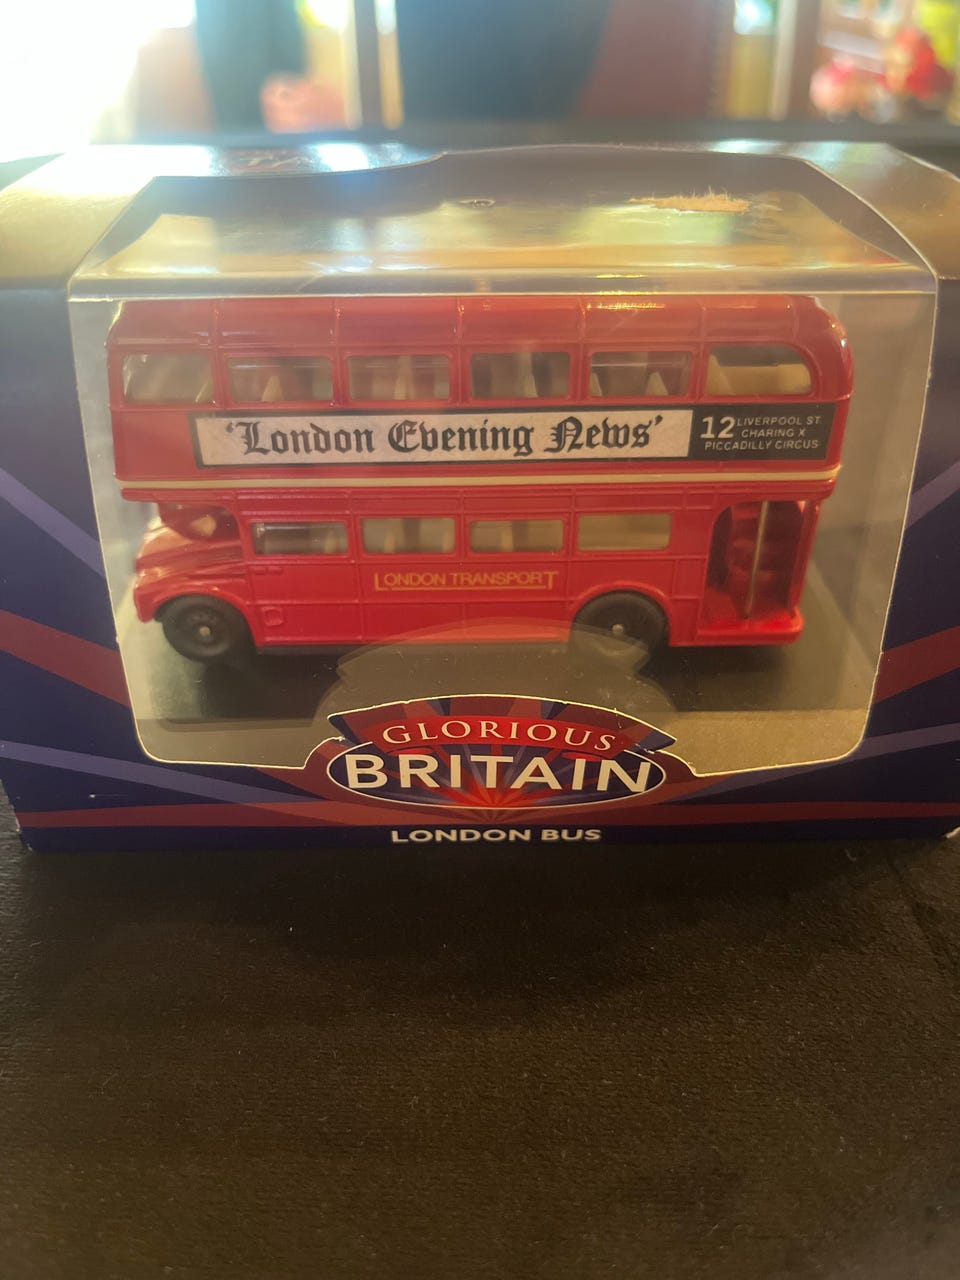 'London Evening News'
12 LIVERPOOL ST.
CHARING X
PICCADILLY CIRCUS
LONDON TRANSPORT
GLORIOUS
BRITAIN
LONDON BUS